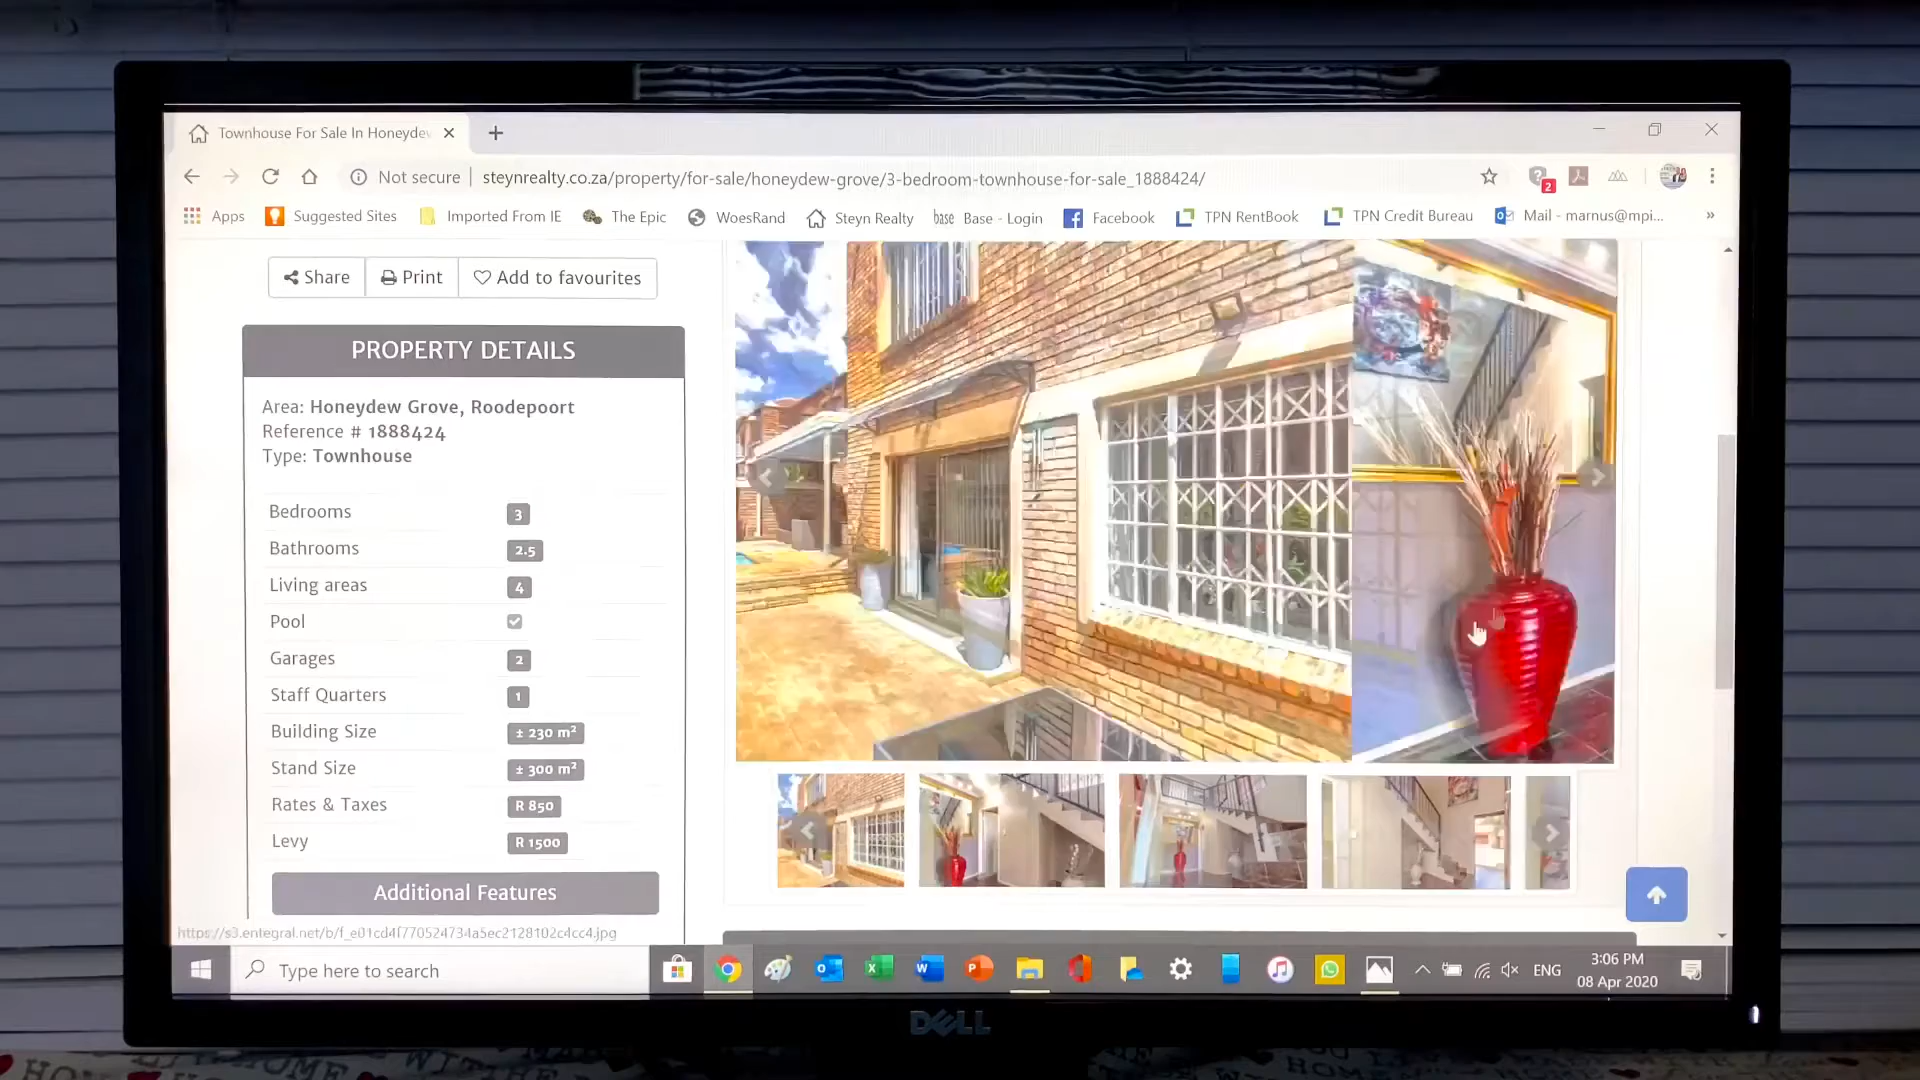 Townhouse For Sale In Honeydew
Not secure
steynrealty.co.za/property/for-sale/honeydew-grove/3-bedroom-townhouse-for-sale_1888424/
2
Apps
Suggested Sites
Imported From IE
The Epic
WoesRand
Steyn Realty
base
Base - Login
Facebook
TPN RentBook
TPN Credit Bureau
Mail - marnus@mpi...
»
Share
Print
Add to favourites
PROPERTY DETAILS
Area: Honeydew Grove, Roodepoort
Reference # 1888424
Type: Townhouse
Bedrooms 3
Bathrooms 2.5
Living areas 4
Pool
Garages 2
Staff Quarters 1
Building Size ± 230 m²
Stand Size ± 300 m²
Rates & Taxes R 850
Levy R 1500
Additional Features
https://s3.entegral.net/b/f_e01cd4f770524734a5ec2128102c4cc4.jpg
Type here to search
ENG
3:06 PM
08 Apr 2020
DELL